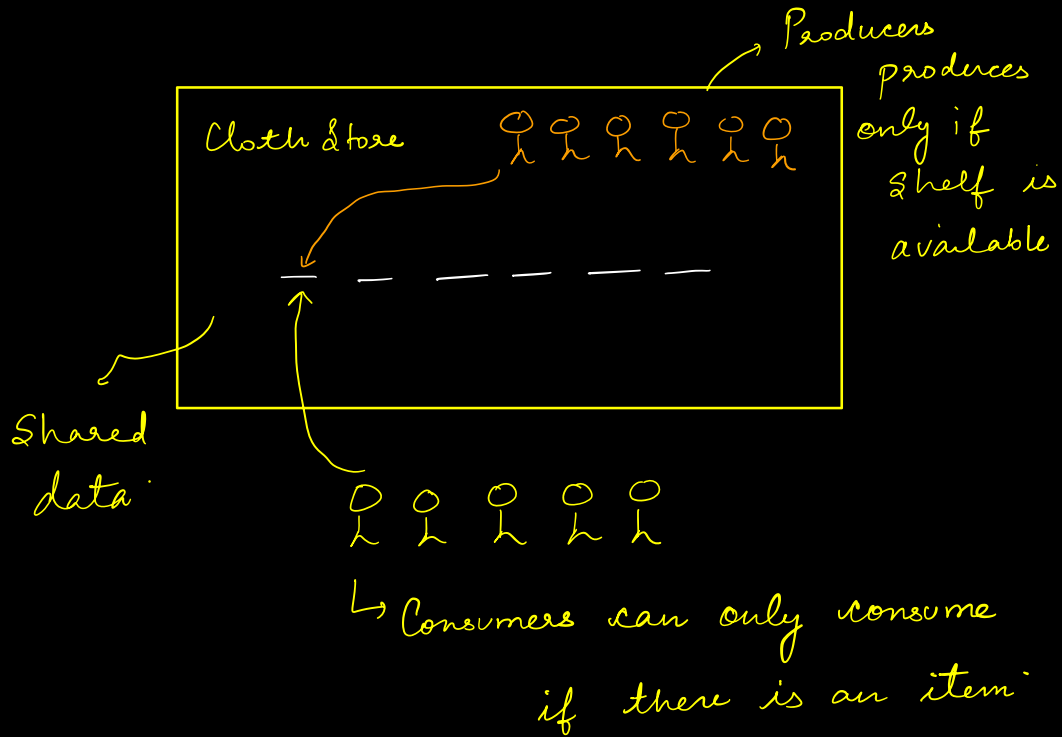 Producers
produces
only if
Shelf is
available
Cloth Store
Shared
data
Consumers can only consume
if there is an item.